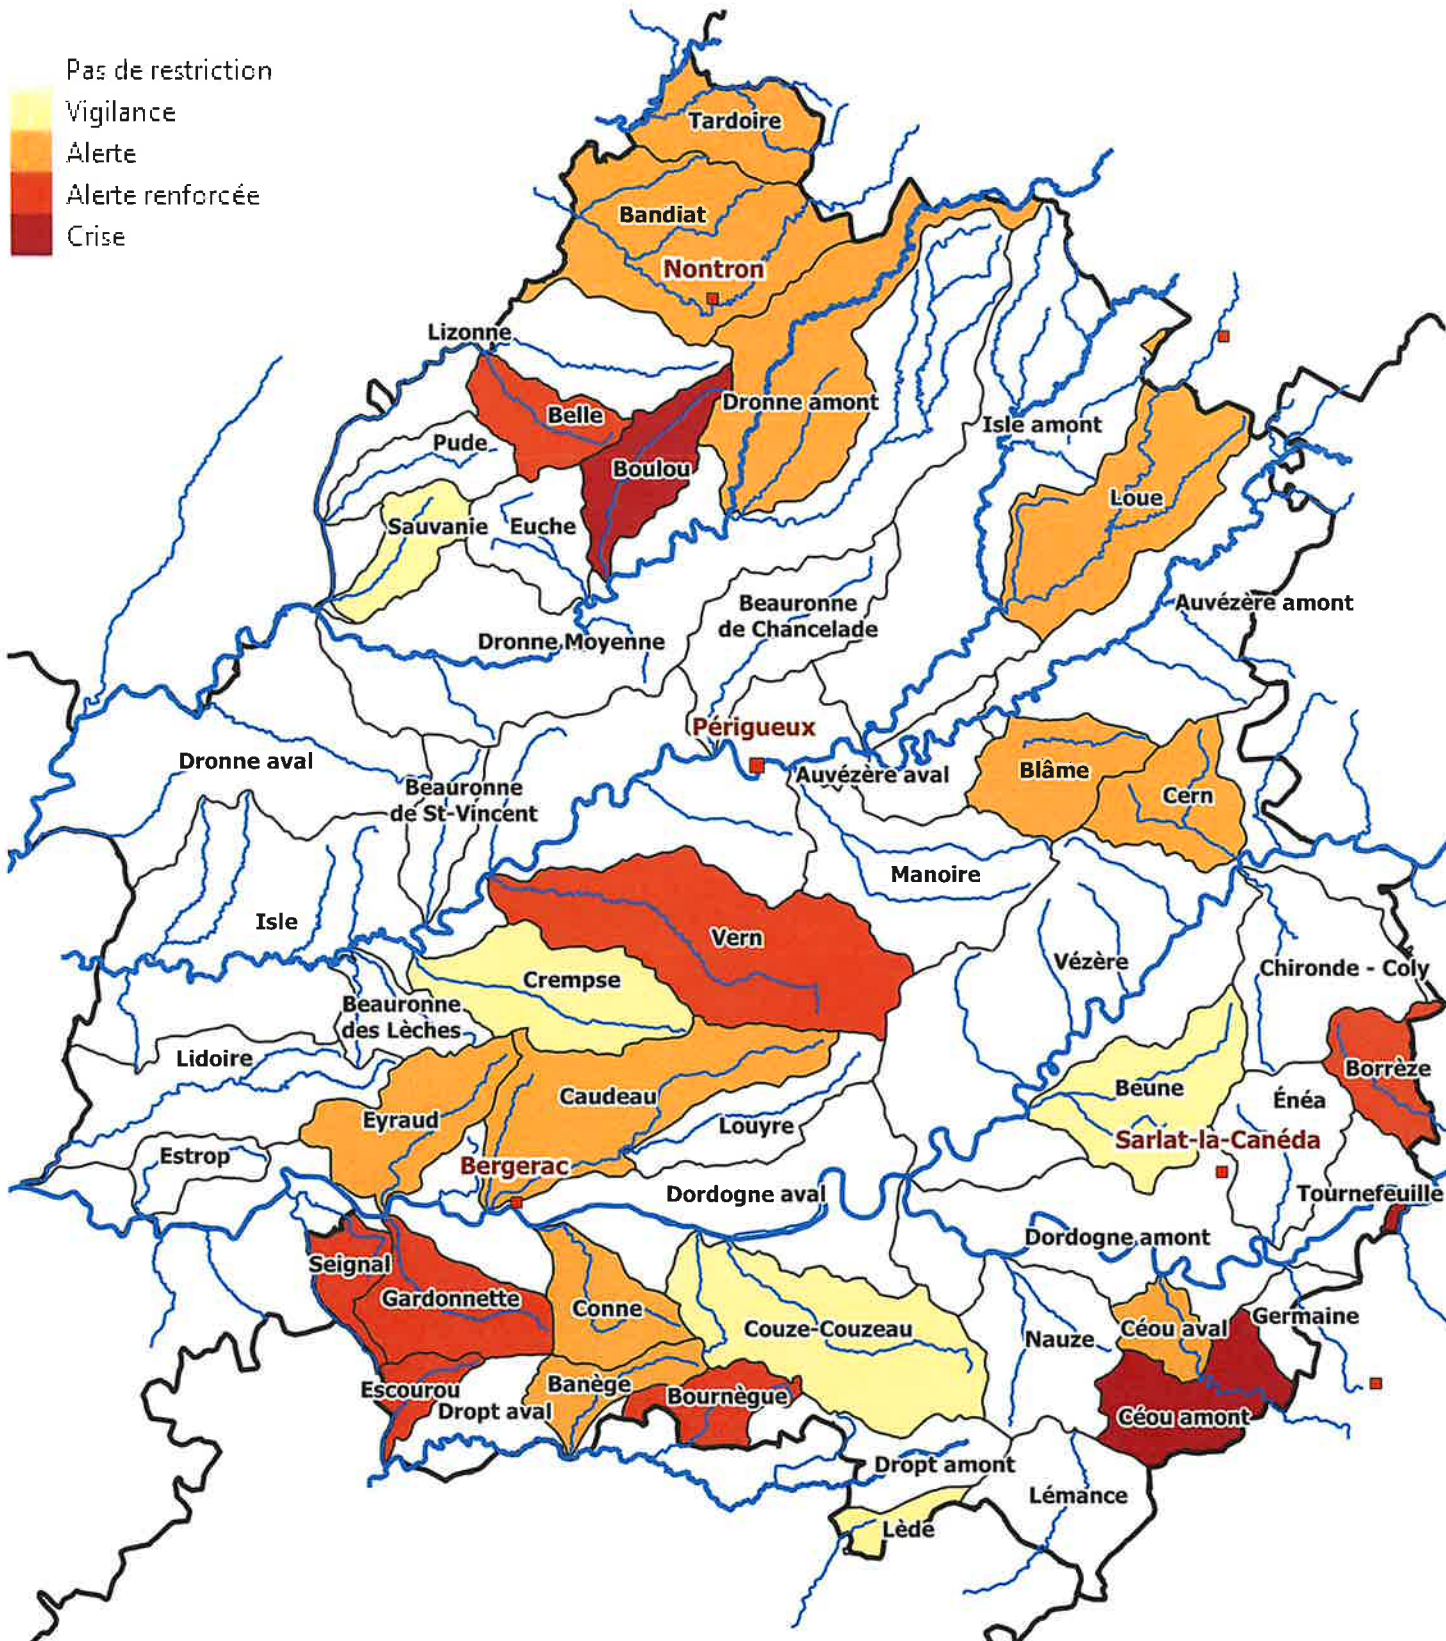 Pas de restriction
Vigilance
Alerte
Alerte renforcée
Crise
Tardoire
Bandiat
Nontron
Lizonne
Dronne amont
Belle
Isle amont
Pude
Boulou
Loue
Sauvanie
Euche
Beauronne
de Chancelade
Auvézère amont
Dronne Moyenne
Périgueux
Dronne aval
Auvézère aval
Blâme
Beauronne
de St-Vincent
Cern
Manoire
Isle
Vern
Vézère
Chironde - Coly
Crempse
Beauronne
des Lèches
Lidoire
Borrèze
Beune
Caudeau
Énéa
Eyraud
Louyre
Sarlat-la-Canéda
Estrop
Bergerac
Dordogne aval
Tournefeuille
Dordogne amont
Seignal
Gardonnette
Conne
Couze-Couzeau
Nauze
Céou aval
Germaine
Escourou
Banège
Bournègue
Dropt aval
Céou amont
Dropt amont
Lémance
Lède